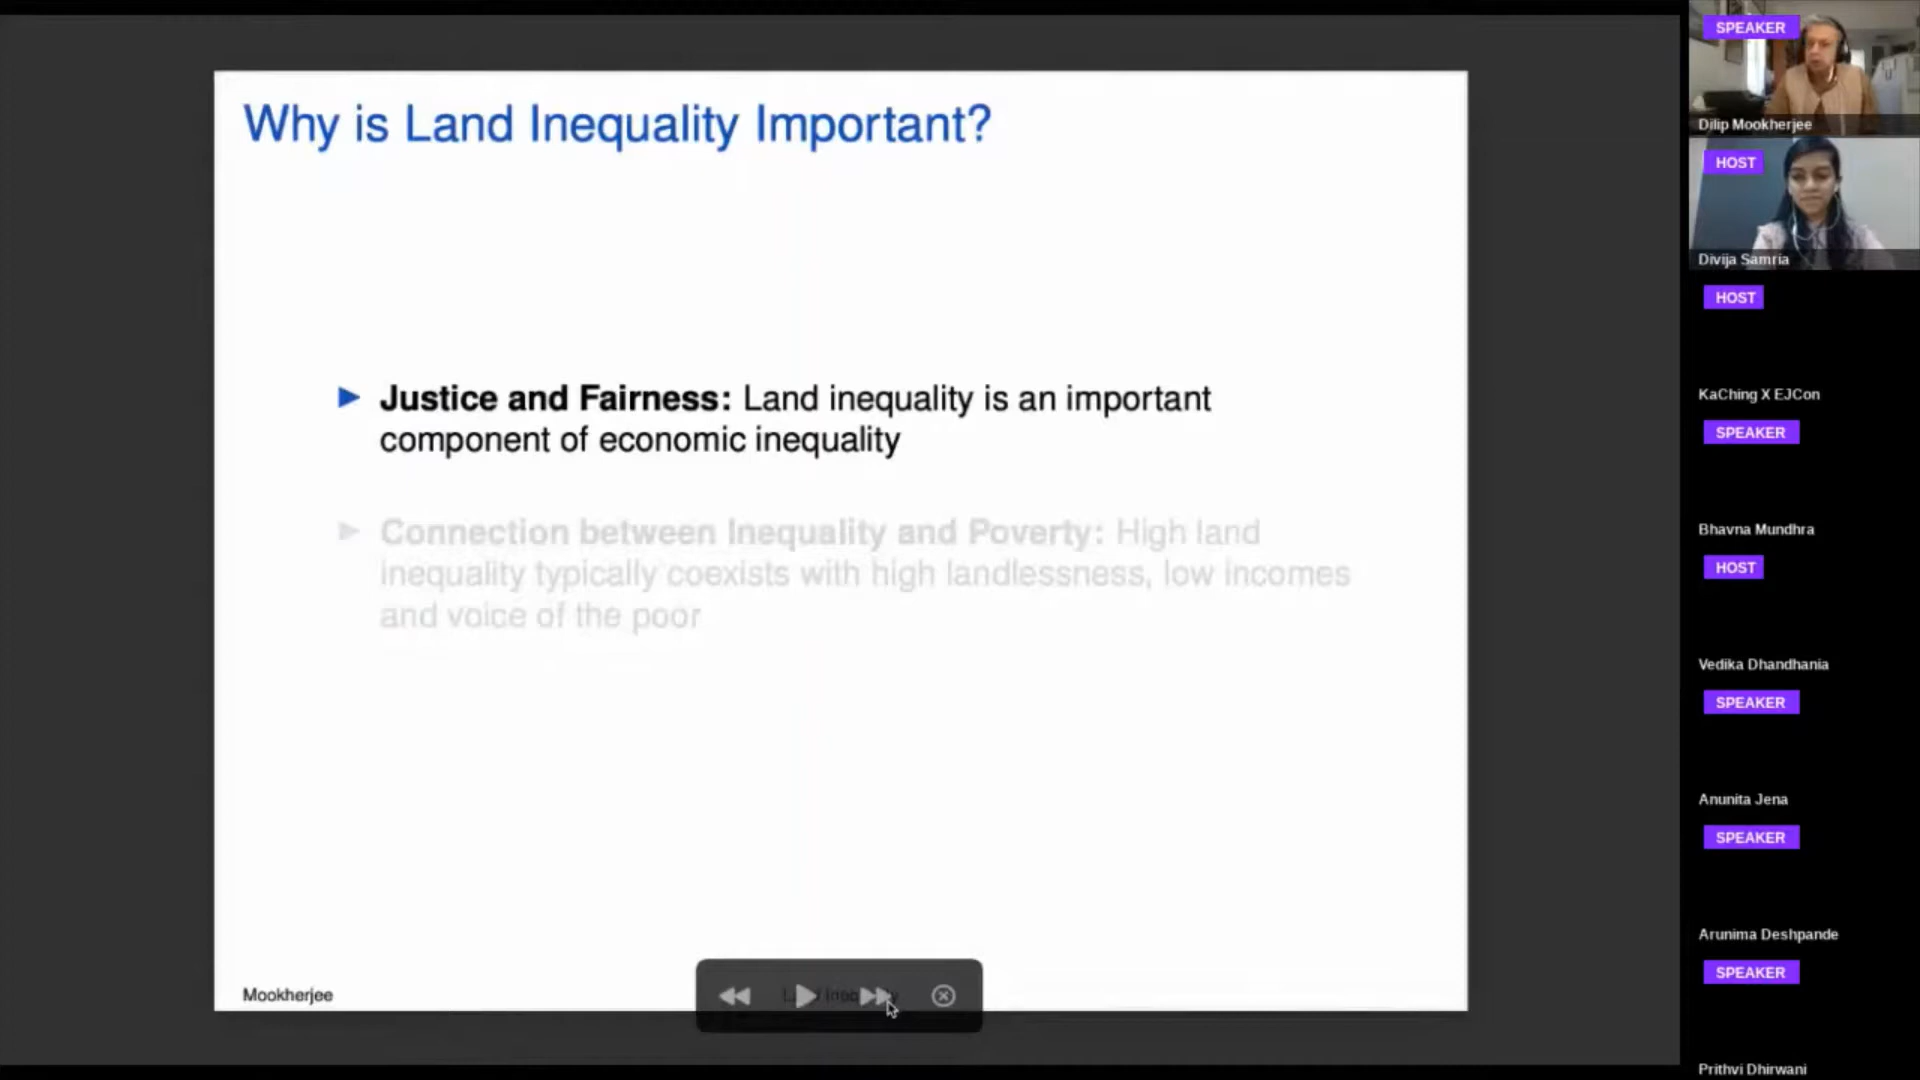 Why is Land Inequality Important?
► Justice and Fairness: Land inequality is an important
component of economic inequality
► Connection between Inequality and Poverty: High land
inequality typically coexists with high landlessness, low incomes
and voice of the poor
Mookherjee
SPEAKER
Dilip Mookherjee
HOST
Divija Samria
HOST
KaChing X EJCon
SPEAKER
Bhavna Mundhra
HOST
Vedika Dhandhania
SPEAKER
Anunita Jena
SPEAKER
Arunima Deshpande
SPEAKER
Prithvi Dhirwani